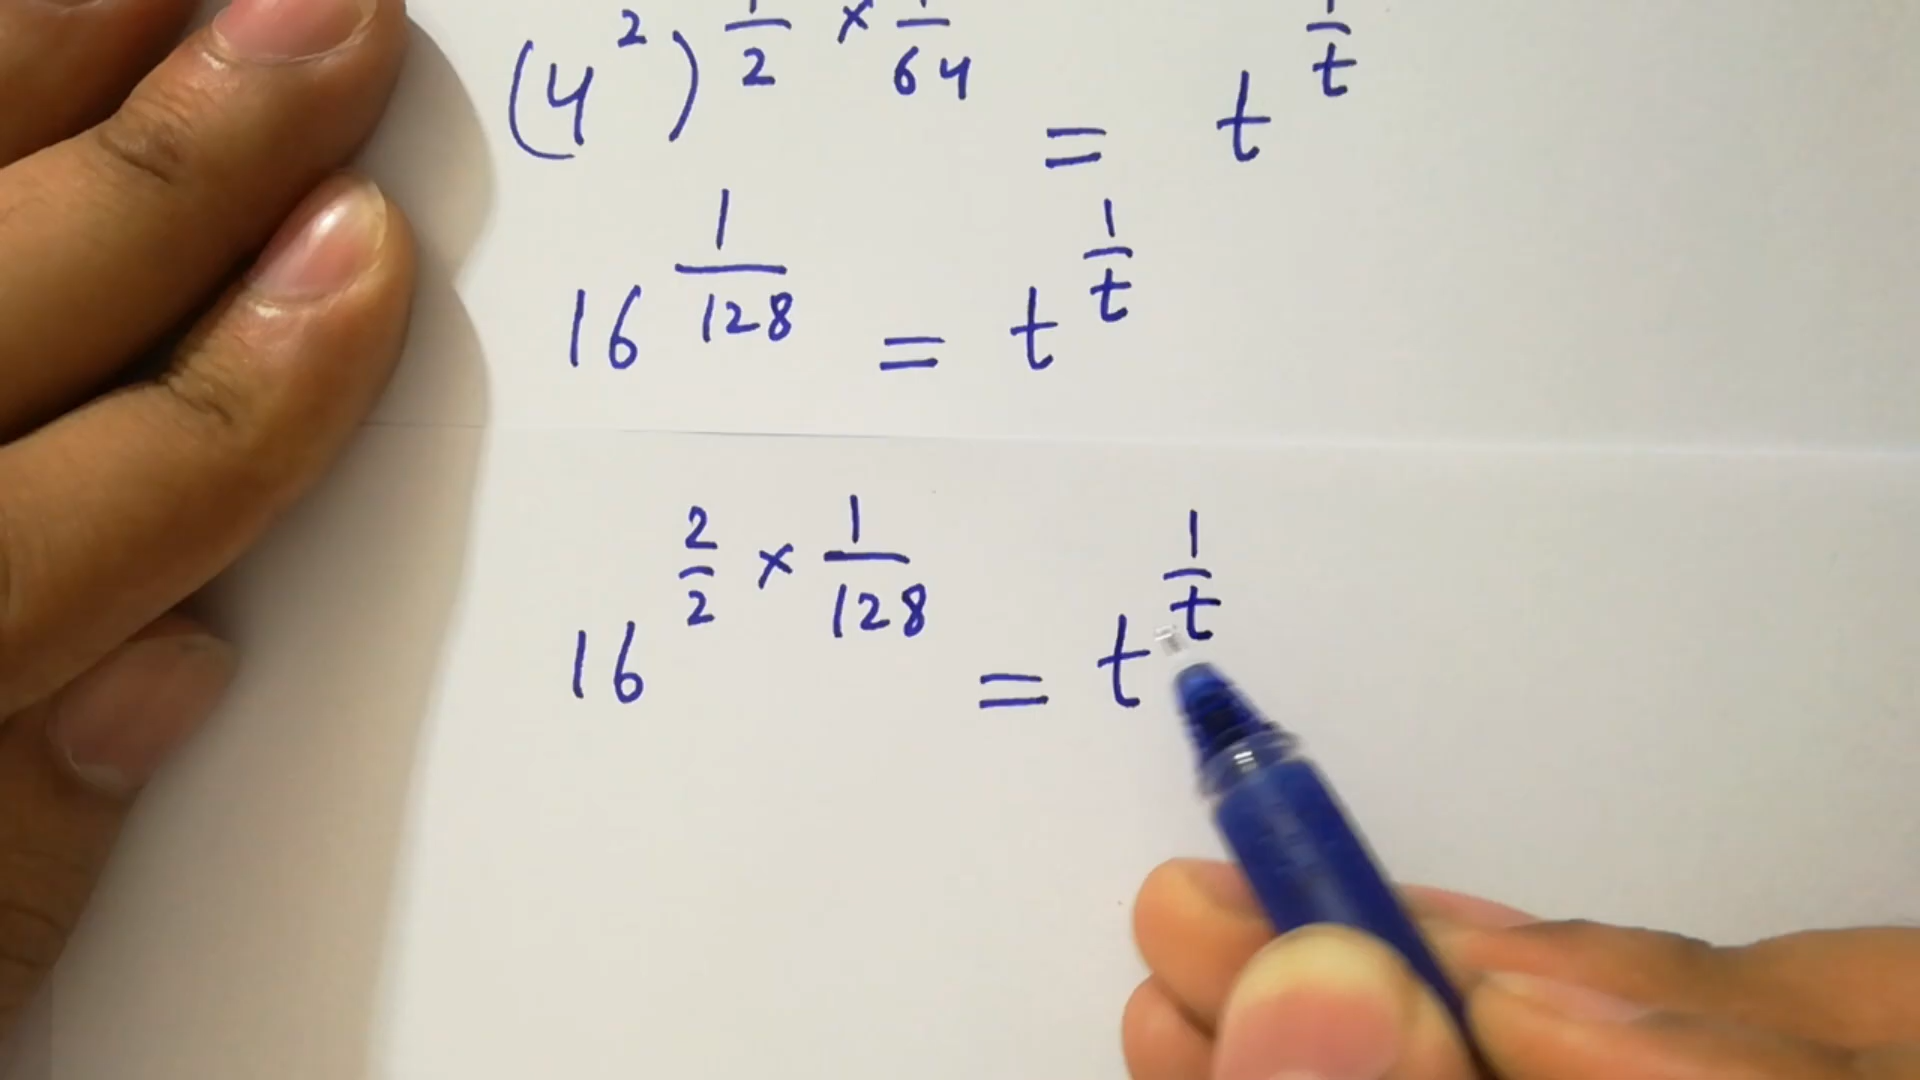 (4²)^(1/2 × 1/64) = t^(1/t)
16^(1/128) = t^(1/t)
16^(2/2 × 1/128) = t^(1/t)